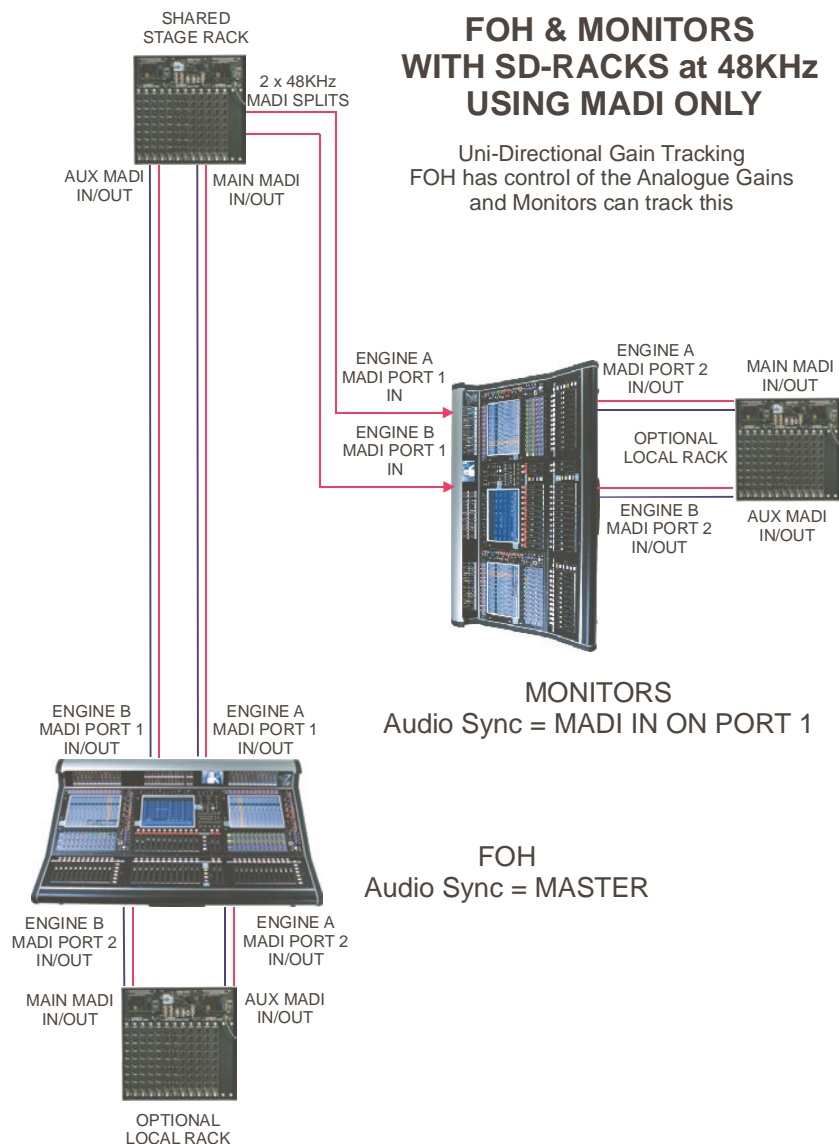 SHARED
STAGE RACK
FOH & MONITORS
WITH SD-RACKS at 48KHz
USING MADI ONLY
2 x 48KHz
MADI SPLITS
Uni-Directional Gain Tracking
FOH has control of the Analogue Gains
and Monitors can track this
AUX MADI
IN/OUT
MAIN MADI
IN/OUT
ENGINE A
MADI PORT 1
IN
ENGINE B
MADI PORT 1
IN
ENGINE A
MADI PORT 2
IN/OUT
MAIN MADI
IN/OUT
OPTIONAL
LOCAL RACK
ENGINE B
MADI PORT 2
IN/OUT
AUX MADI
IN/OUT
MONITORS
Audio Sync = MADI IN ON PORT 1
ENGINE B
MADI PORT 1
IN/OUT
ENGINE A
MADI PORT 1
IN/OUT
FOH
Audio Sync = MASTER
ENGINE B
MADI PORT 2
IN/OUT
ENGINE A
MADI PORT 2
IN/OUT
MAIN MADI
IN/OUT
AUX MADI
IN/OUT
OPTIONAL
LOCAL RACK